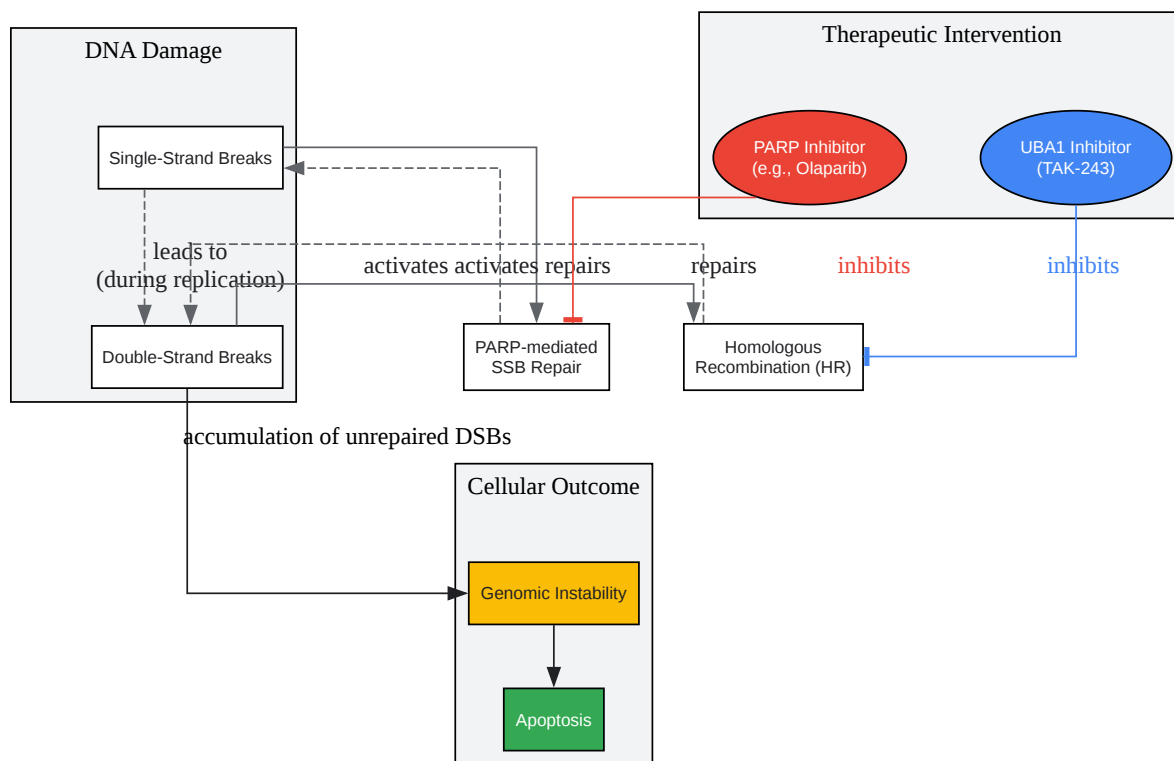 DNA Damage
Therapeutic Intervention
Single-Strand Breaks
PARP Inhibitor
(e.g., Olaparib)
UBA1 Inhibitor
(TAK-243)
leads to
(during replication)
activates
activates
repairs
repairs
inhibits
inhibits
Double-Strand Breaks
PARP-mediated
SSB Repair
Homologous
Recombination (HR)
accumulation of unrepaired DSBs
Cellular Outcome
Genomic Instability
Apoptosis